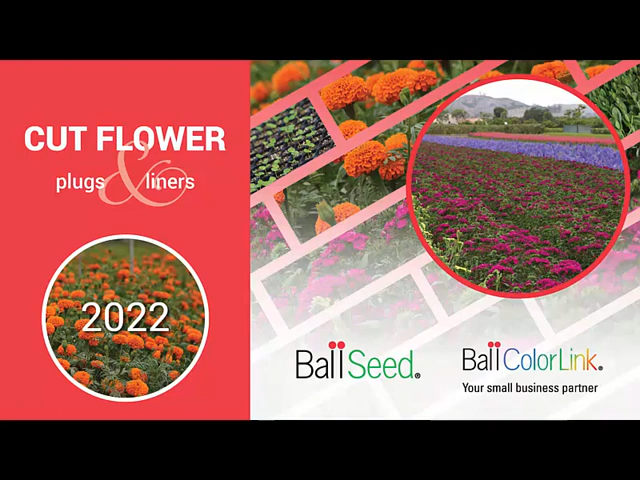 CUT FLOWER
plugs & liners
2022
Ball Seed®
Ball ColorLink®
Your small business partner